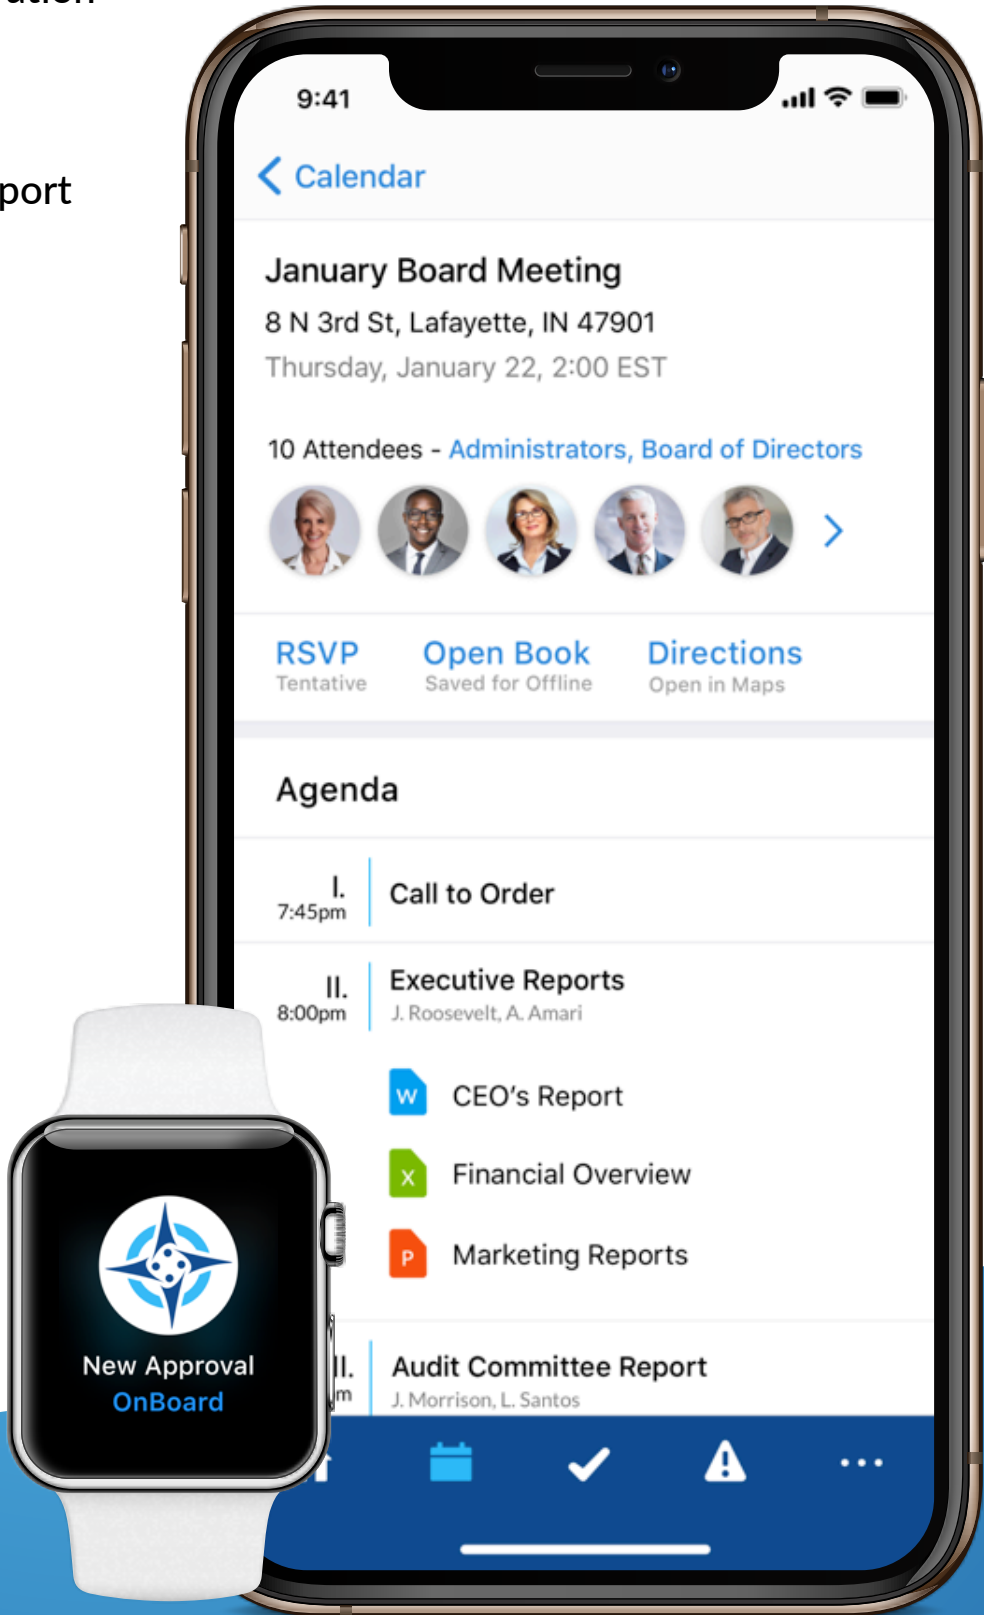 port
9:41
Calendar
January Board Meeting
8 N 3rd St, Lafayette, IN 47901
Thursday, January 22, 2:00 EST
10 Attendees - Administrators, Board of Directors
RSVP
Tentative
Open Book
Saved for Offline
Directions
Open in Maps
Agenda
I.
7:45pm
Call to Order
II.
8:00pm
Executive Reports
J. Roosevelt, A. Amari
W
CEO's Report
X
Financial Overview
P
Marketing Reports
II.
m
Audit Committee Report
J. Morrison, L. Santos
New Approval
OnBoard